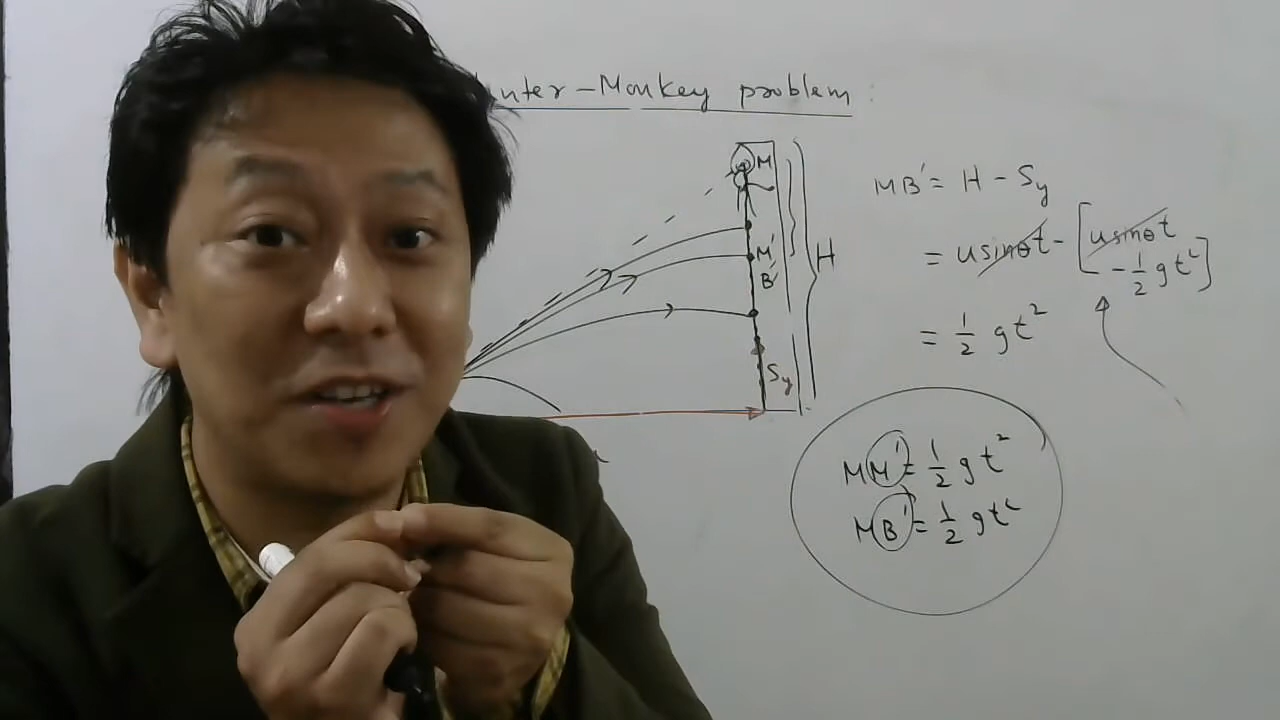 unter-Monkey problem :
M
M'
B'
H
Sy
MB' = H - Sy
= usinθt - [usinθt
- 1/2 gt²]
= 1/2 gt²
MM' = 1/2 gt²
MB' = 1/2 gt²